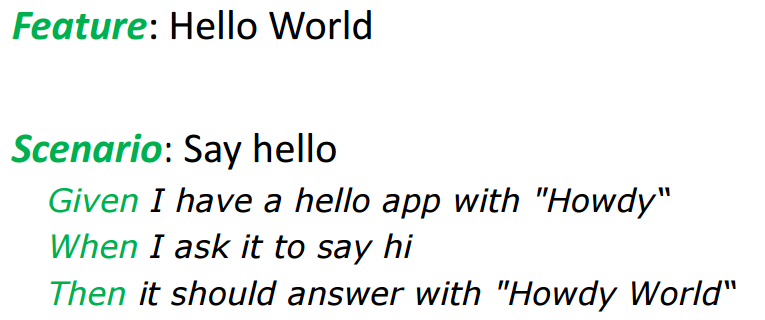 Feature: Hello World
Scenario: Say hello
Given I have a hello app with "Howdy“
When I ask it to say hi
Then it should answer with "Howdy World“